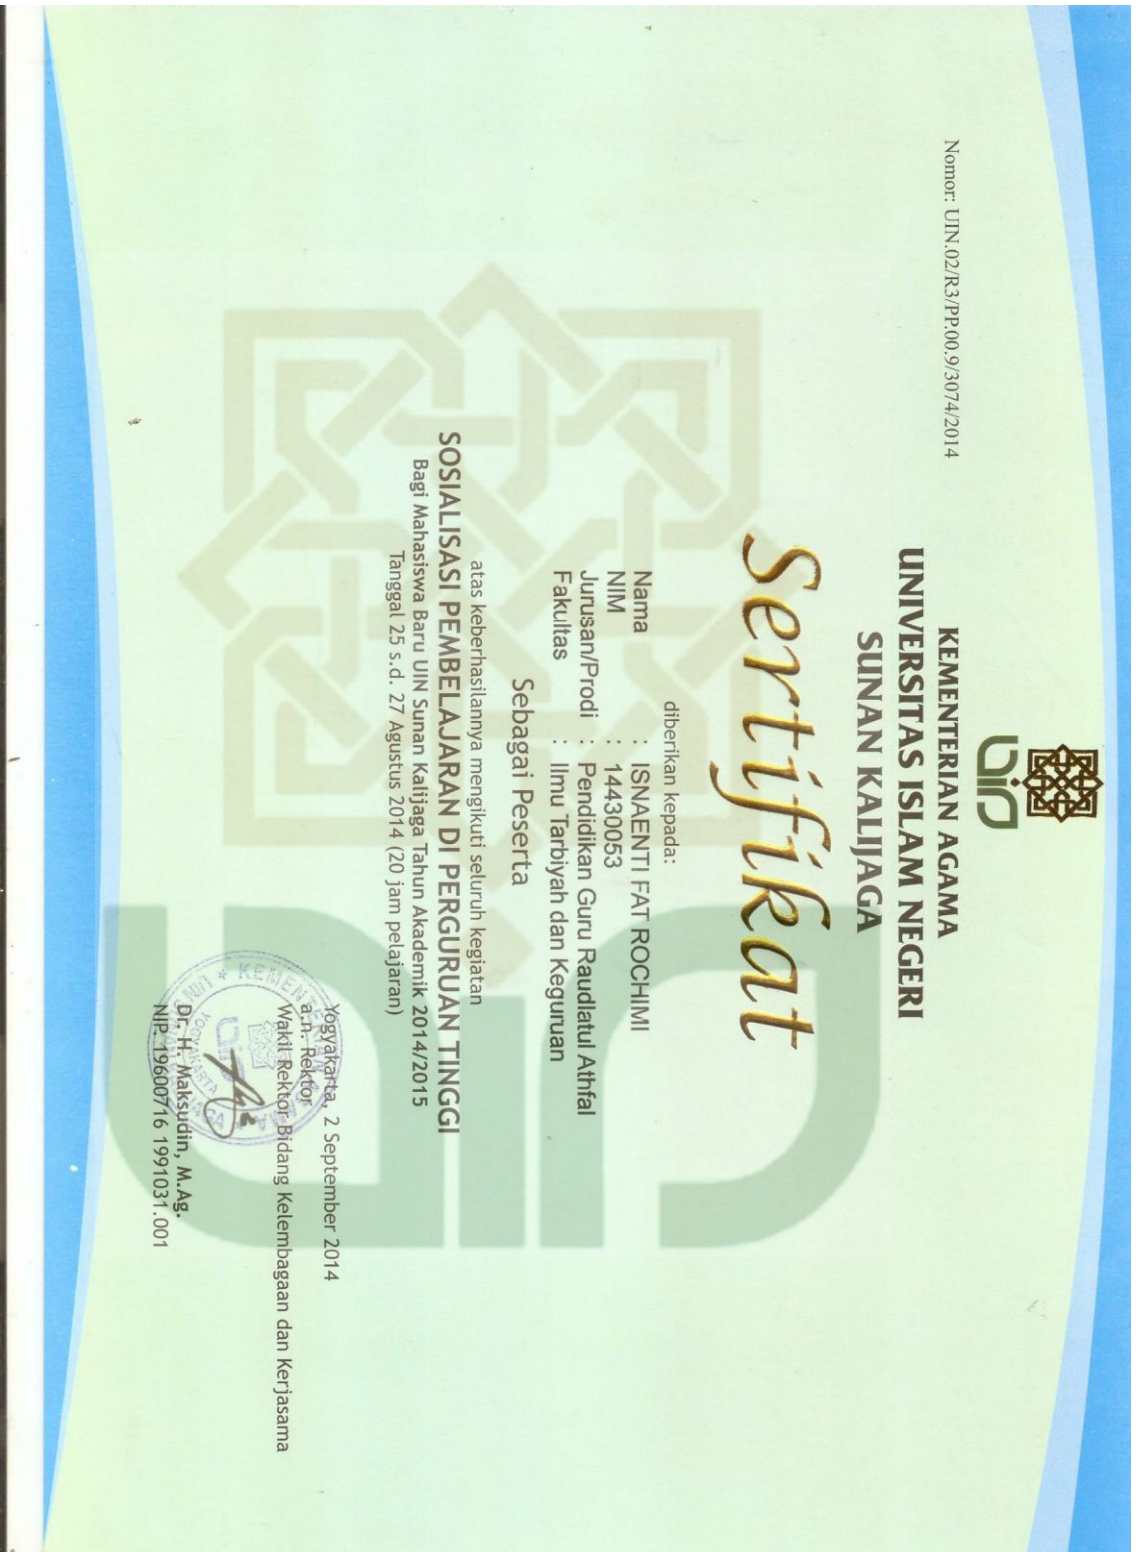 uin
KEMENTERIAN AGAMA
UNIVERSITAS ISLAM NEGERI
SUNAN KALIJAGA
Nomor: UIN.02/R3/PP.00.9/3074/2014
Sertifikat
diberikan kepada:
Nama : ISNAENTI FAT ROCHIMI
NIM : 14430053
Jurusan/Prodi : Pendidikan Guru Raudlatul Athfal
Fakultas : Ilmu Tarbiyah dan Keguruan
Sebagai Peserta
atas keberhasilannya mengikuti seluruh kegiatan
SOSIALISASI PEMBELAJARAN DI PERGURUAN TINGGI
Bagi Mahasiswa Baru UIN Sunan Kalijaga Tahun Akademik 2014/2015
Tanggal 25 s.d. 27 Agustus 2014 (20 jam pelajaran)
Yogyakarta, 2 September 2014
a.n. Rektor
Wakil Rektor Bidang Kelembagaan dan Kerjasama
Dr. H. Maksudin, M.Ag.
NIP. 19600716 1991031.001